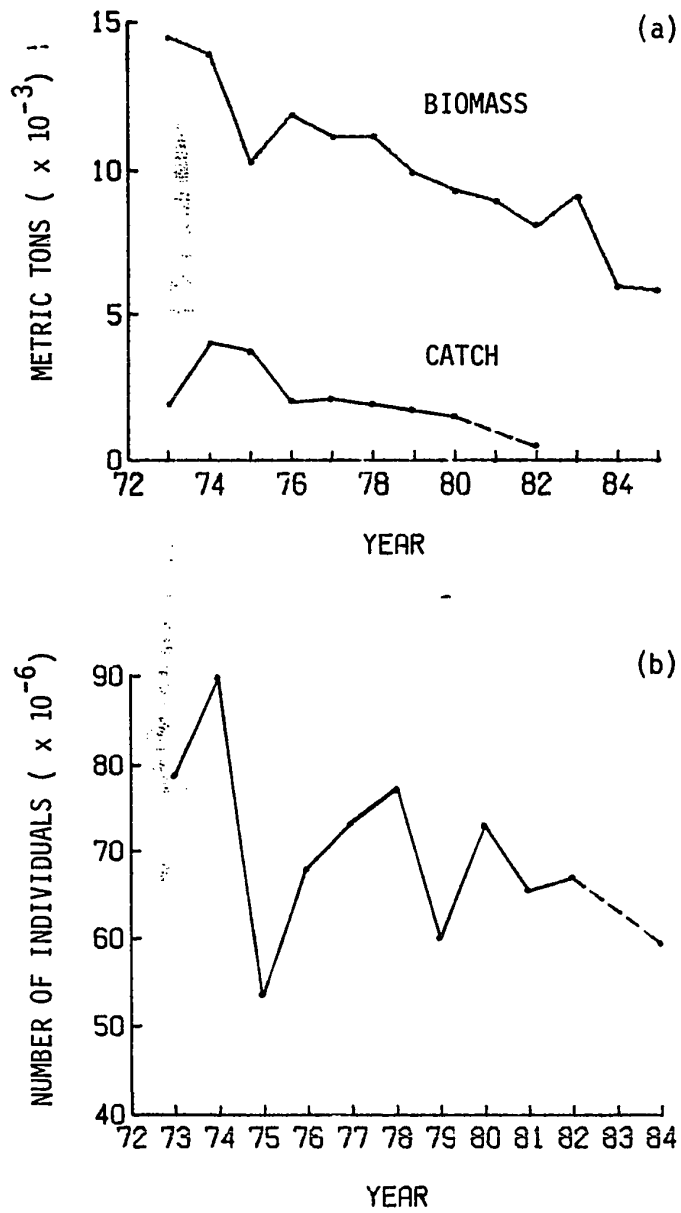 (a)
METRIC TONS ( x 10⁻³)
15
10
5
0
BIOMASS
CATCH
72 74 76 78 80 82 84
YEAR
(b)
NUMBER OF INDIVIDUALS ( x 10⁻⁶)
90
80
70
60
50
40
72 73 74 75 76 77 78 79 80 81 82 83 84
YEAR